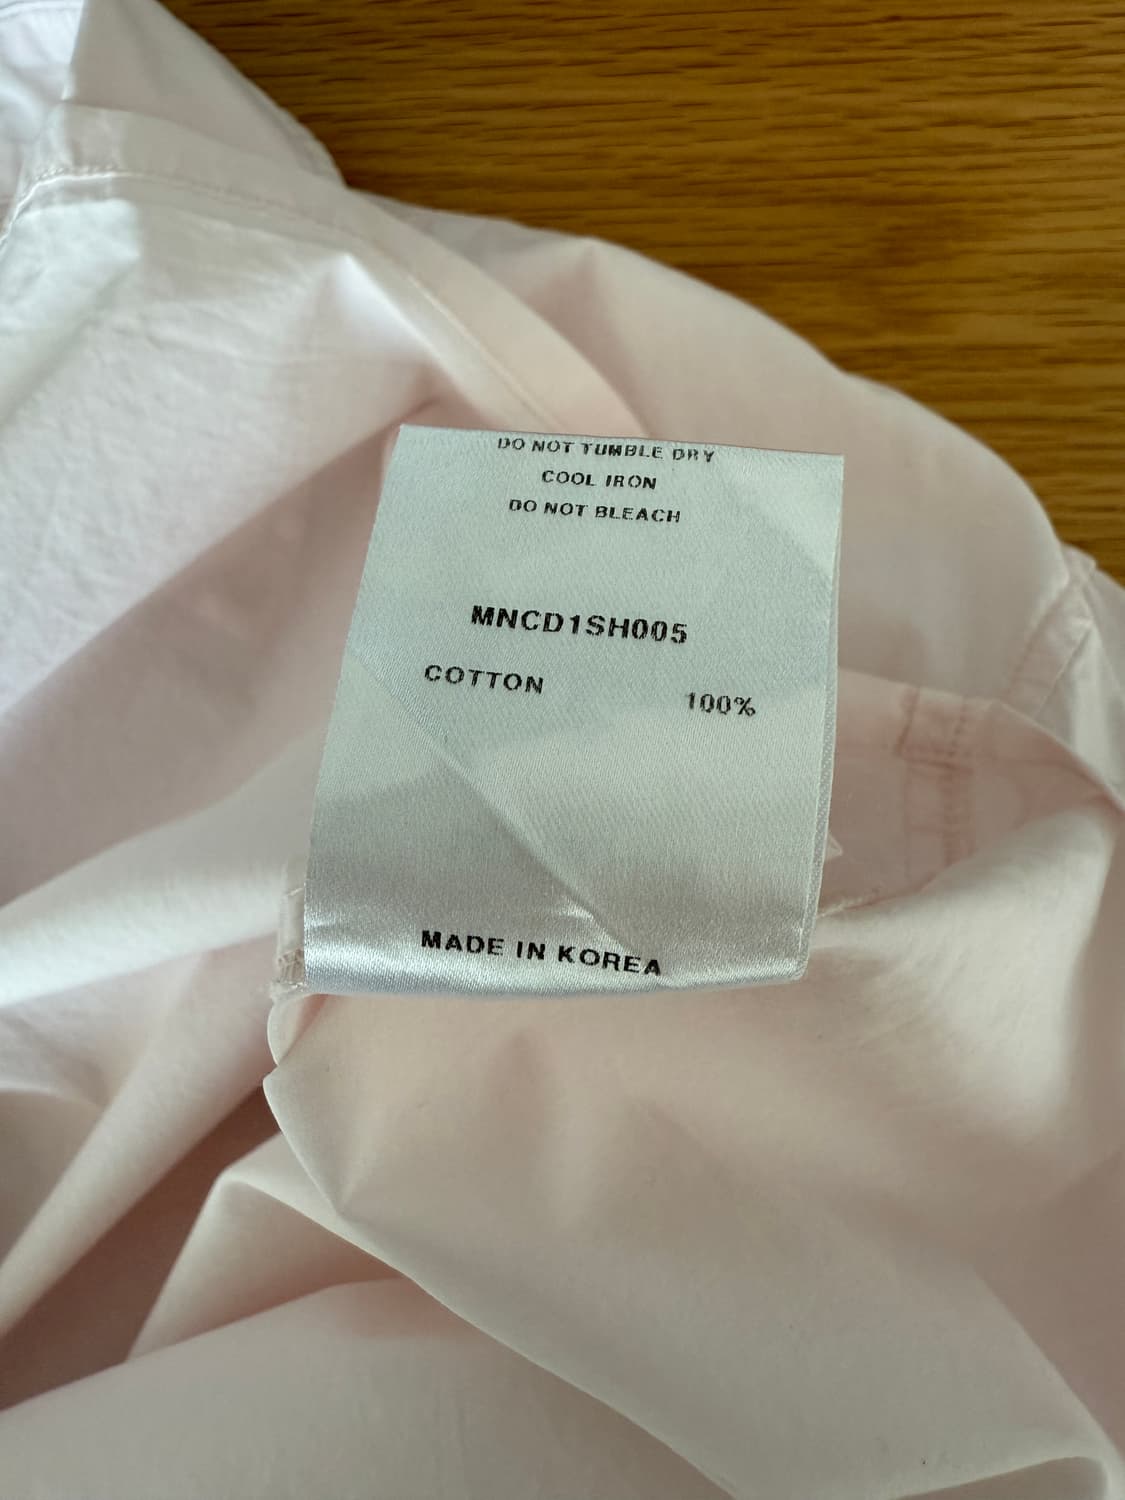 DO NOT TUMBLE DRY
COOL IRON
DO NOT BLEACH
MNCD1SH005
COTTON 100%
MADE IN KOREA